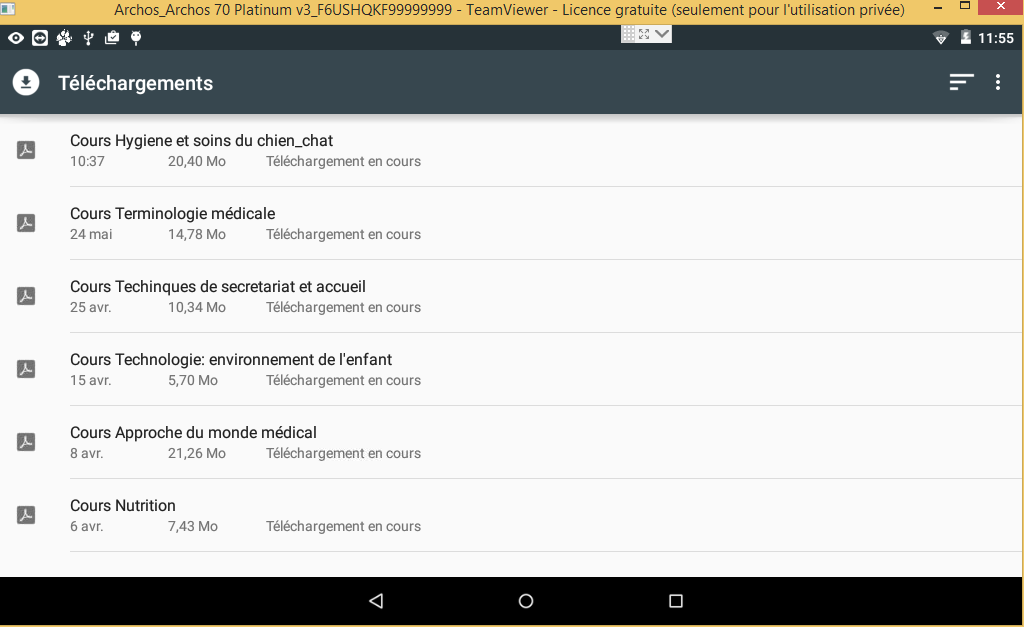 Archos_Archos 70 Platinum v3_F6USHQKF99999999 - TeamViewer - Licence gratuite (seulement pour l'utilisation privée)
11:55
Téléchargements
Cours Hygiene et soins du chien_chat
10:37 20,40 Mo Téléchargement en cours
Cours Terminologie médicale
24 mai 14,78 Mo Téléchargement en cours
Cours Techinques de secretariat et accueil
25 avr. 10,34 Mo Téléchargement en cours
Cours Technologie: environnement de l'enfant
15 avr. 5,70 Mo Téléchargement en cours
Cours Approche du monde médical
8 avr. 21,26 Mo Téléchargement en cours
Cours Nutrition
6 avr. 7,43 Mo Téléchargement en cours